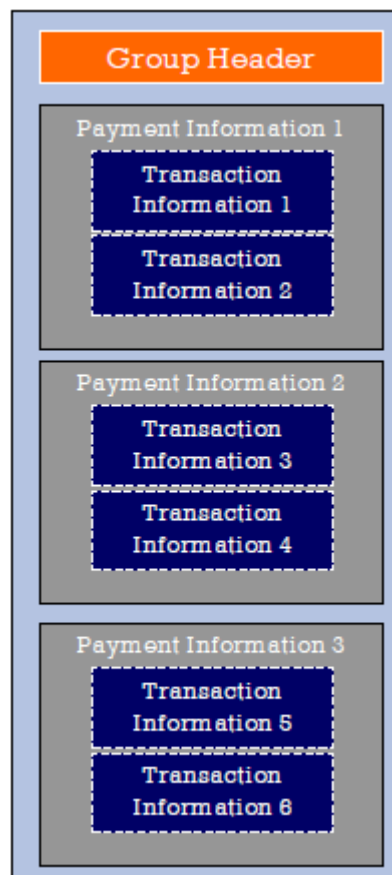 Group Header
Payment Information 1
Transaction
Information 1
Transaction
Information 2
Payment Information 2
Transaction
Information 3
Transaction
Information 4
Payment Information 3
Transaction
Information 5
Transaction
Information 6